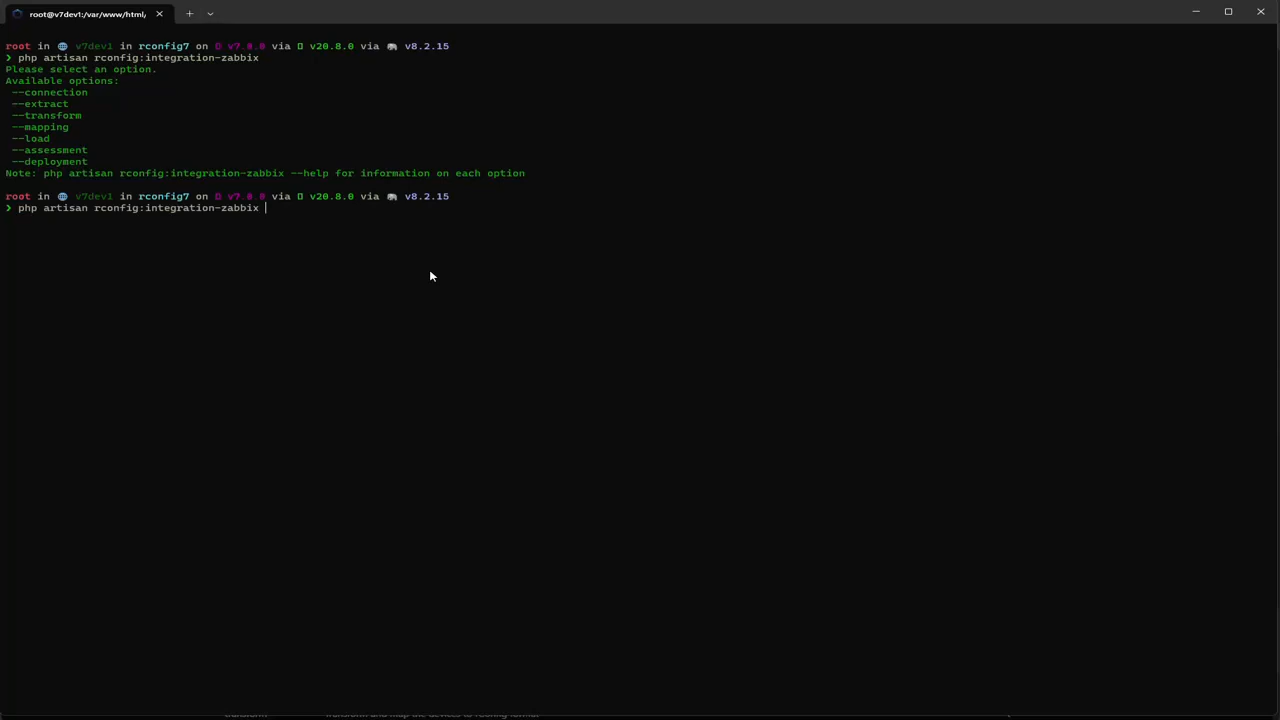 root@v7dev1:/var/www/html/
root in v7dev1 in rconfig7 on v7.0.0 via v20.8.0 via v8.2.15
❯ php artisan rconfig:integration-zabbix
Please select an option.
Available options:
--connection
--extract
--transform
--mapping
--load
--assessment
--deployment
Note: php artisan rconfig:integration-zabbix --help for information on each option
root in v7dev1 in rconfig7 on v7.0.0 via v20.8.0 via v8.2.15
❯ php artisan rconfig:integration-zabbix